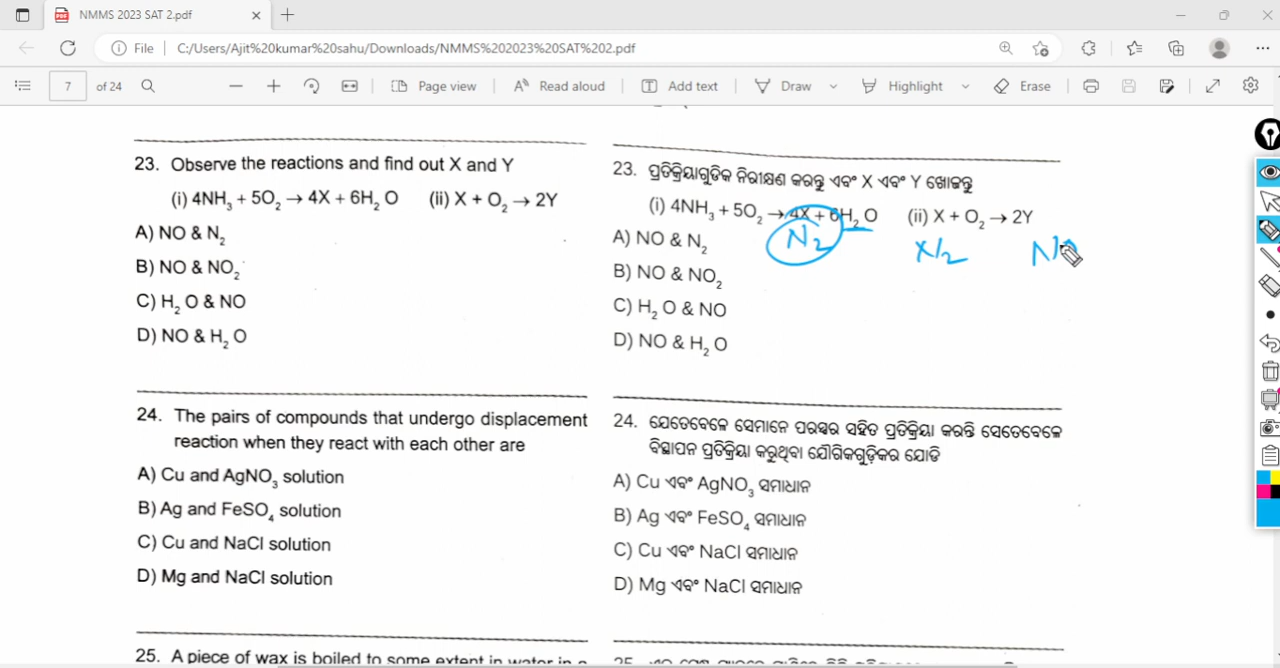 NMMS 2023 SAT 2.pdf
File C:/Users/Ajit%20kumar%20sahu/Downloads/NMMS%202023%20SAT%202.pdf
7 of 24 Page view Read aloud Add text Draw Highlight Erase
23. Observe the reactions and find out X and Y
(i) 4NH₃ + 5O₂ → 4X + 6H₂ O (ii) X + O₂ → 2Y
A) NO & N₂
B) NO & NO₂
C) H₂ O & NO
D) NO & H₂ O
24. The pairs of compounds that undergo displacement
reaction when they react with each other are
A) Cu and AgNO₃ solution
B) Ag and FeSO₄ solution
C) Cu and NaCl solution
D) Mg and NaCl solution
25. A piece of wax is boiled to some extent in water in a
23. ପ୍ରତିକ୍ରିୟାଗୁଡିକ ନିରୀକ୍ଷଣ କରନ୍ତୁ ଏବଂ X ଏବଂ Y ଖୋଜନ୍ତୁ
(i) 4NH₃ + 5O₂ → 4X + 6H₂ O (ii) X + O₂ → 2Y
N₂
A) NO & N₂
B) NO & NO₂
C) H₂ O & NO
D) NO & H₂ O
24. ଯେତେବେଳେ ସେମାନେ ପରସ୍ପର ସହିତ ପ୍ରତିକ୍ରିୟା କରନ୍ତି ସେତେବେଳେ
ବିସ୍ଥାପନ ପ୍ରତିକ୍ରିୟା କରୁଥିବା ଯୌଗିକଗୁଡ଼ିକର ଯୋଡି
A) Cu ଏବଂ AgNO₃ ସମାଧାନ
B) Ag ଏବଂ FeSO₄ ସମାଧାନ
C) Cu ଏବଂ NaCl ସମାଧାନ
D) Mg ଏବଂ NaCl ସମାଧାନ